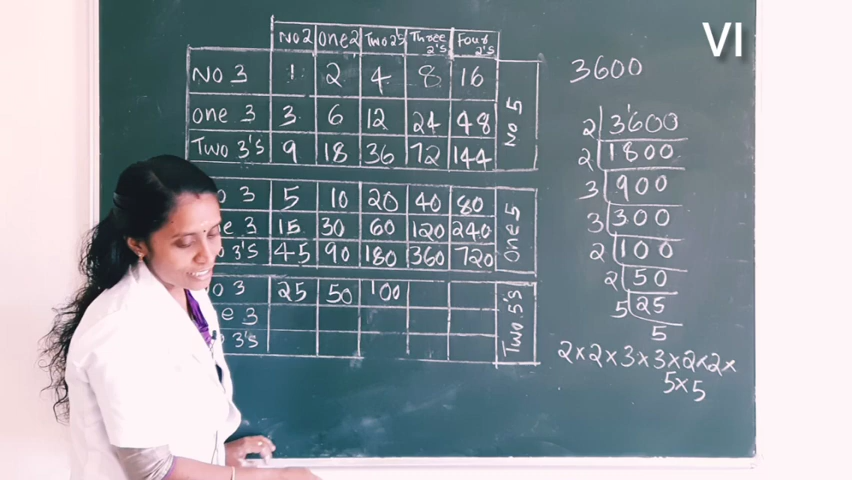 VI
No 2 One 2 Two 2's Three 2's Four 2's
No 3 1 2 4 8 16
one 3 3 6 12 24 48
Two 3's 9 18 36 72 144
No 5
3 5 10 20 40 80
3 15 30 60 120 240
3's 45 90 180 360 720
One 5
3 25 50 100
e 3
3's
Two 5's
3600
2 3600
2 1800
3 900
3 300
2 100
2 50
5 25
5
2×2×3×3×2×2×
5×5